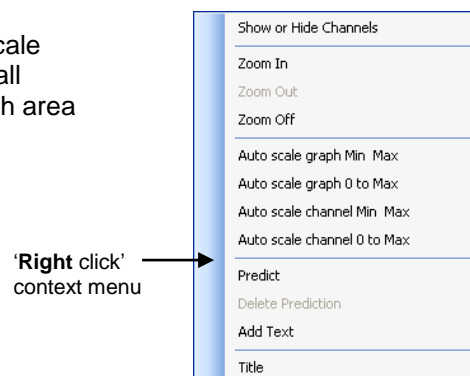 cale
all
h area
'Right click'
context menu
Show or Hide Channels
Zoom In
Zoom Out
Zoom Off
Auto scale graph Min Max
Auto scale graph 0 to Max
Auto scale channel Min Max
Auto scale channel 0 to Max
Predict
Delete Prediction
Add Text
Title